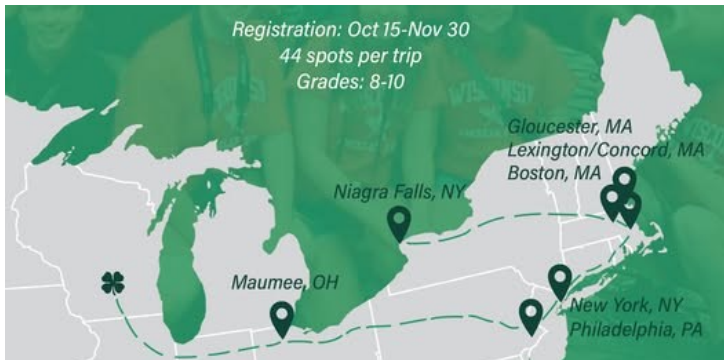 Registration: Oct 15-Nov 30
44 spots per trip
Grades: 8-10
Gloucester, MA
Lexington/Concord, MA
Boston, MA
Niagra Falls, NY
Maumee, OH
New York, NY
Philadelphia, PA